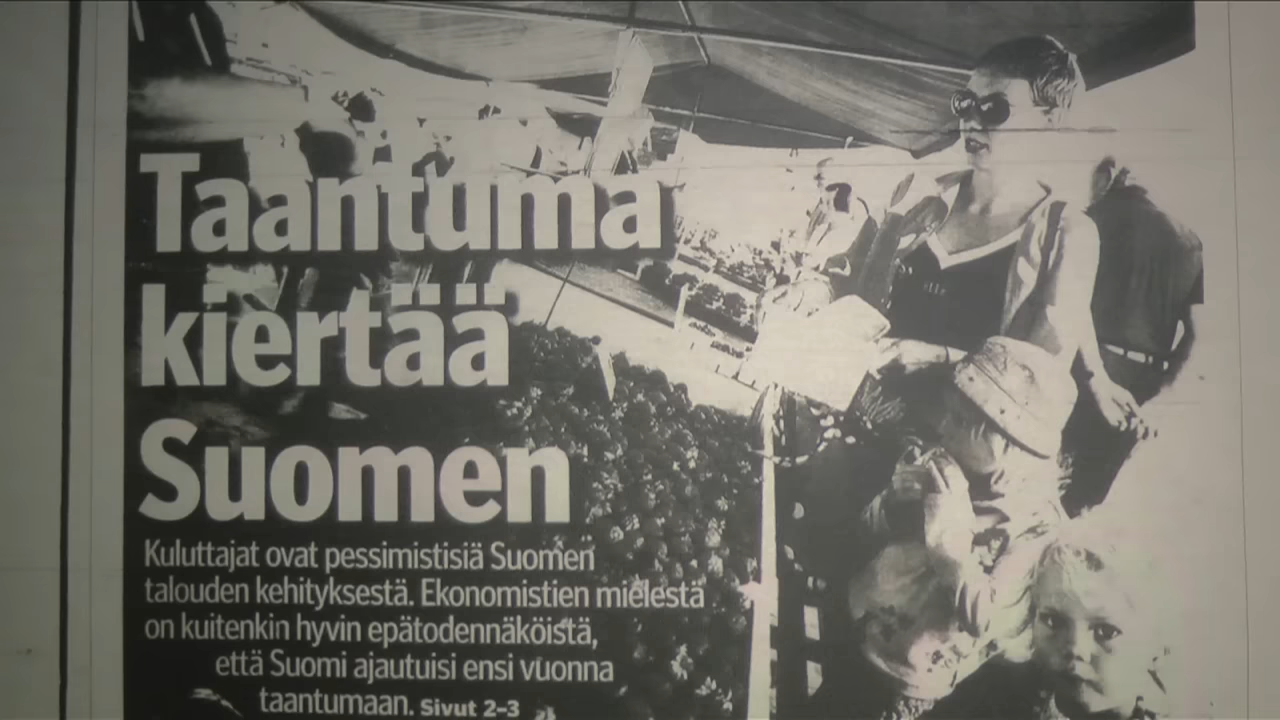 Taantuma
kiertää
Suomen
Kuluttajat ovat pessimistisiä Suomen
talouden kehityksestä. Ekonomistien mielestä
on kuitenkin hyvin epätodennäköistä,
että Suomi ajautuisi ensi vuonna
taantumaan. Sivut 2–3